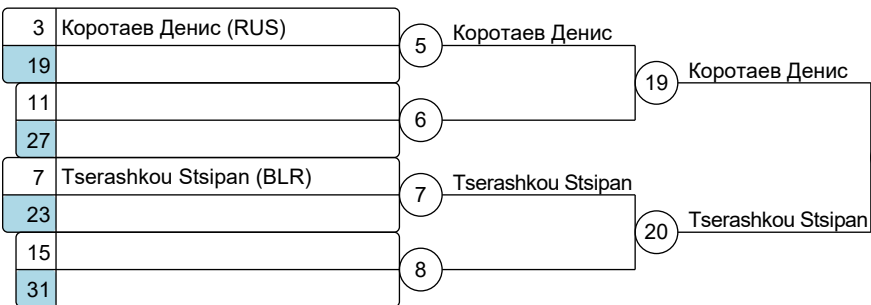 3 Коротаев Денис (RUS)
19
5 Коротаев Денис
19 Коротаев Денис
11
27
6
7 Tserashkou Stsipan (BLR)
23
7 Tserashkou Stsipan
20 Tserashkou Stsipan
15
31
8